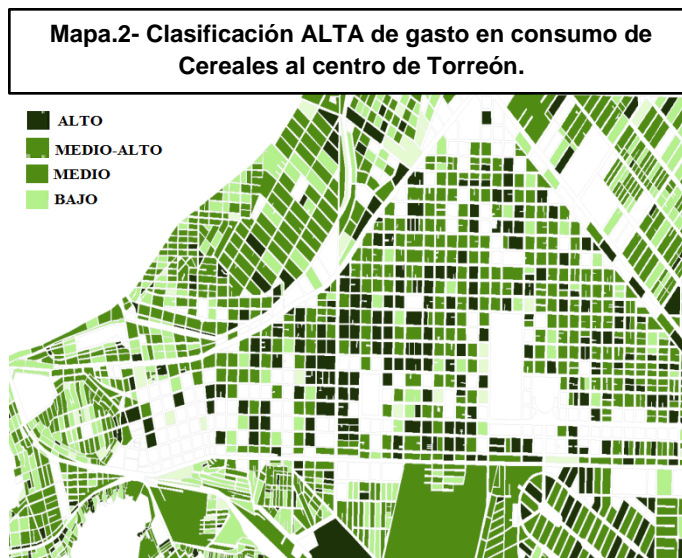 Mapa.2- Clasificación ALTA de gasto en consumo de
Cereales al centro de Torreón.
ALTO
MEDIO-ALTO
MEDIO
BAJO